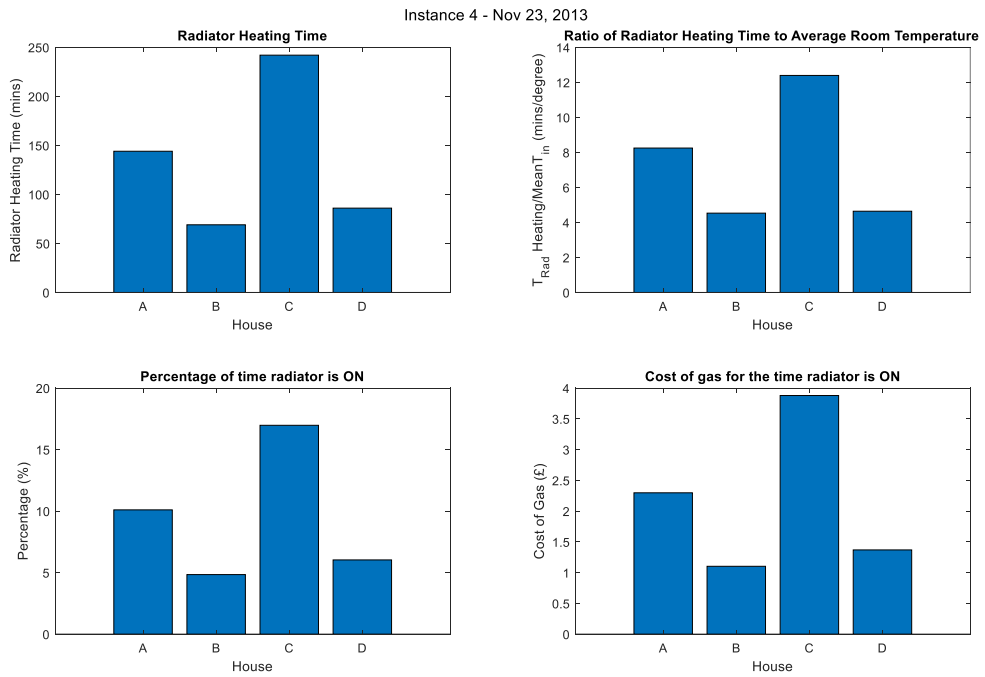 Instance 4 - Nov 23, 2013
Radiator Heating Time
250
200
150
100
50
0
Radiator Heating Time (mins)
A B C D
House
Ratio of Radiator Heating Time to Average Room Temperature
14
12
10
8
6
4
2
0
T_Rad Heating/MeanT_in (mins/degree)
A B C D
House
Percentage of time radiator is ON
20
15
10
5
0
Percentage (%)
A B C D
House
Cost of gas for the time radiator is ON
4
3.5
3
2.5
2
1.5
1
0.5
0
Cost of Gas (£)
A B C D
House